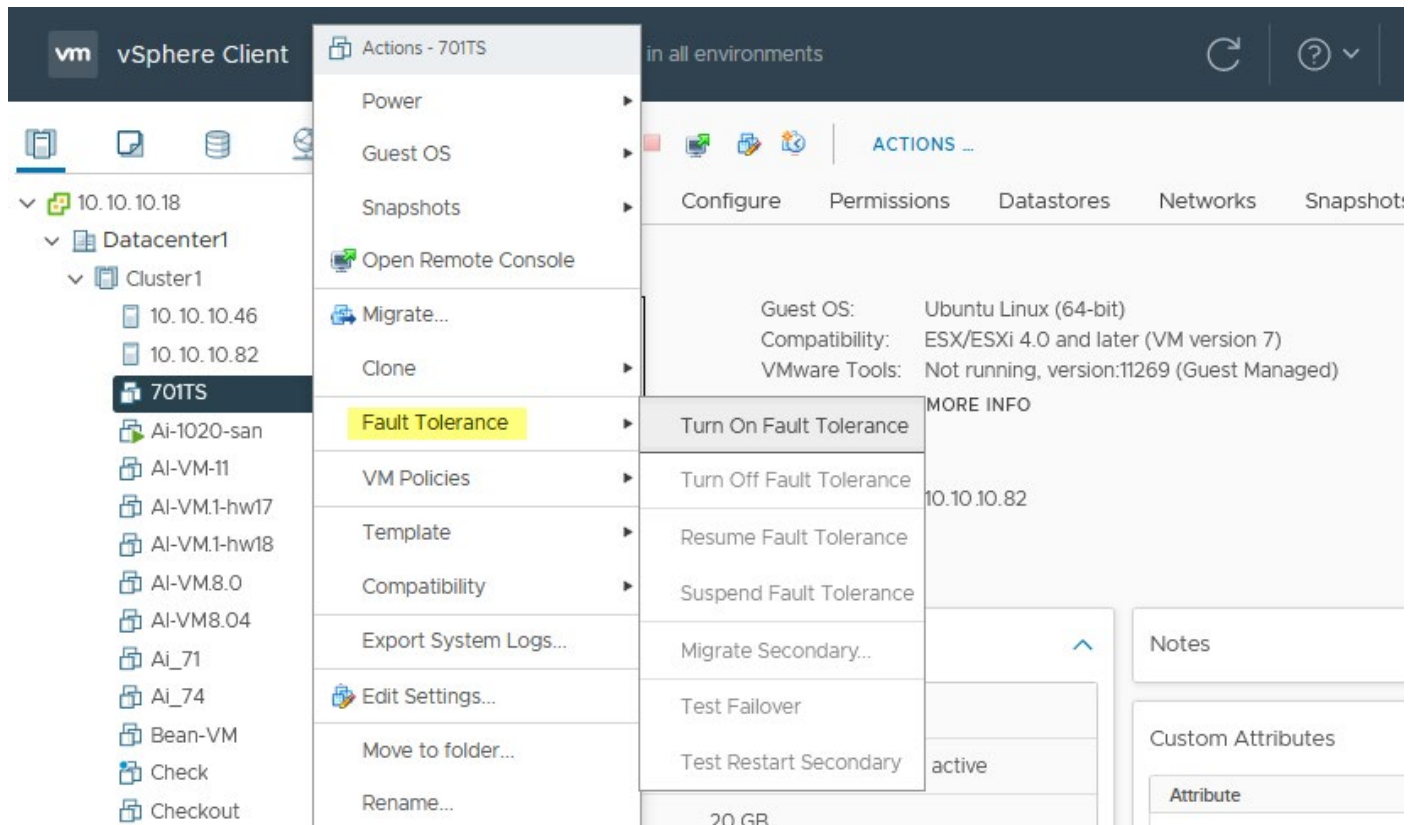 vm vSphere Client
in all environments
Actions - 701TS
Power
Guest OS
Snapshots
Open Remote Console
Migrate...
Clone
Fault Tolerance
VM Policies
Template
Compatibility
Export System Logs...
Edit Settings...
Move to folder...
Rename...
Turn On Fault Tolerance
Turn Off Fault Tolerance
Resume Fault Tolerance
Suspend Fault Tolerance
Migrate Secondary...
Test Failover
Test Restart Secondary
10.10.10.18
Datacenter1
Cluster1
10.10.10.46
10.10.10.82
701TS
Ai-1020-san
AI-VM-11
AI-VM.1-hw17
AI-VM.1-hw18
AI-VM.8.0
AI-VM8.04
Ai_71
Ai_74
Bean-VM
Check
Checkout
ACTIONS ...
Configure Permissions Datastores Networks Snapshots
Guest OS: Ubuntu Linux (64-bit)
Compatibility: ESX/ESXi 4.0 and later (VM version 7)
VMware Tools: Not running, version:11269 (Guest Managed)
MORE INFO
10.10.10.82
active
20 GB
Notes
Custom Attributes
Attribute